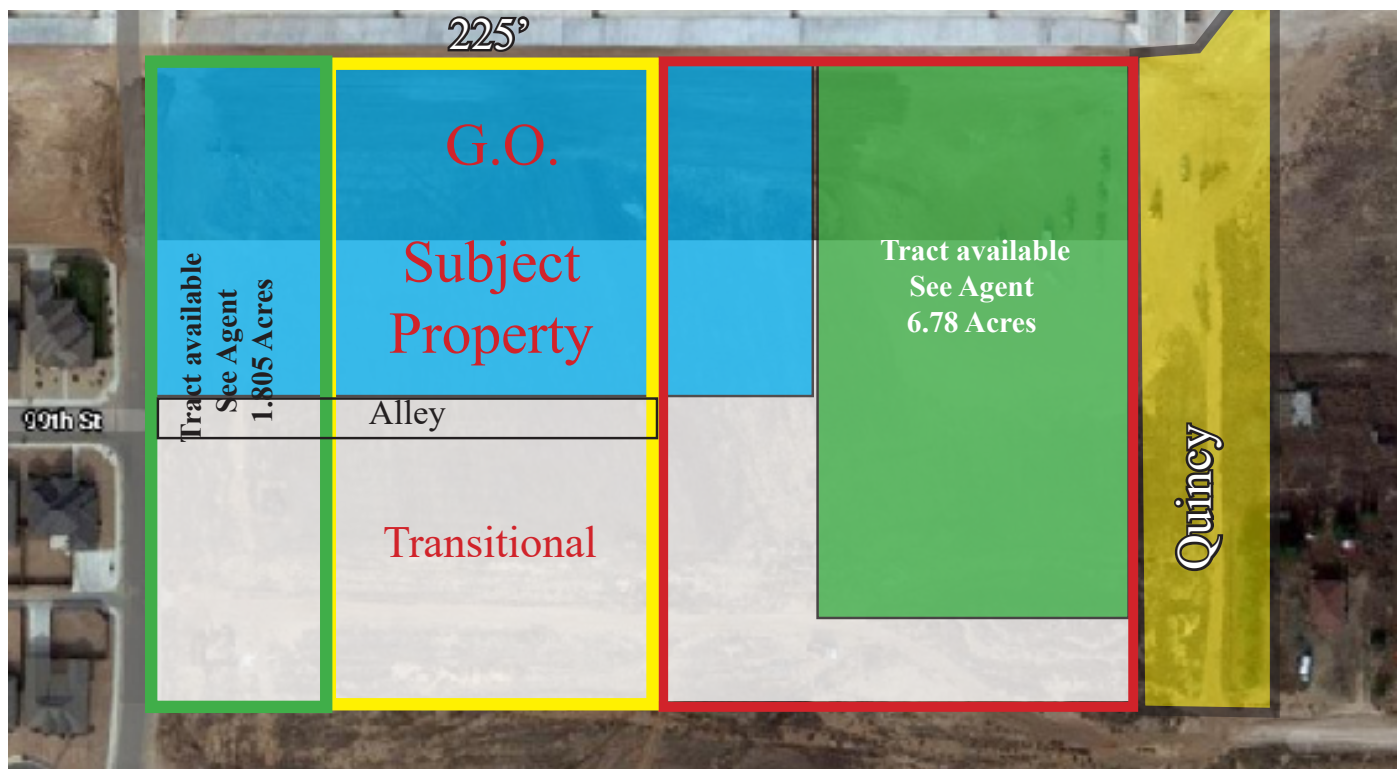 225’
G.O.
Subject
Property
Tract available
See Agent
6.78 Acres
Tract available
See Agent
1.805 Acres
Alley
99th St
Transitional
Quincy